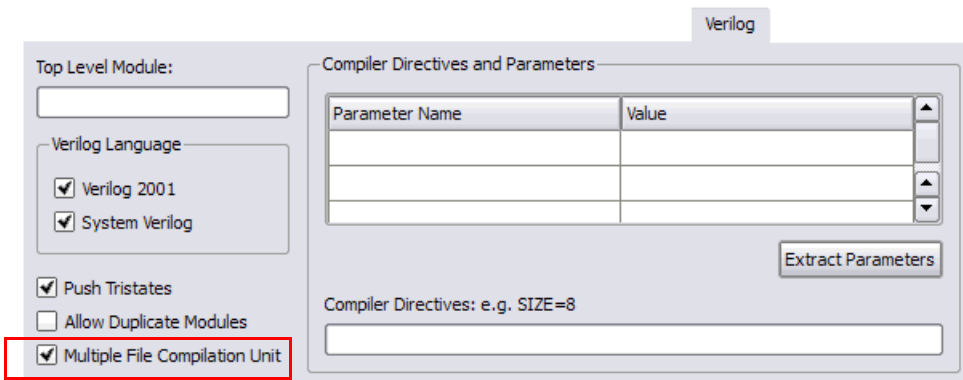 Verilog
Top Level Module:
Verilog Language
Verilog 2001
System Verilog
Push Tristates
Allow Duplicate Modules
Multiple File Compilation Unit
Compiler Directives and Parameters
Parameter Name Value
Extract Parameters
Compiler Directives: e.g. SIZE=8